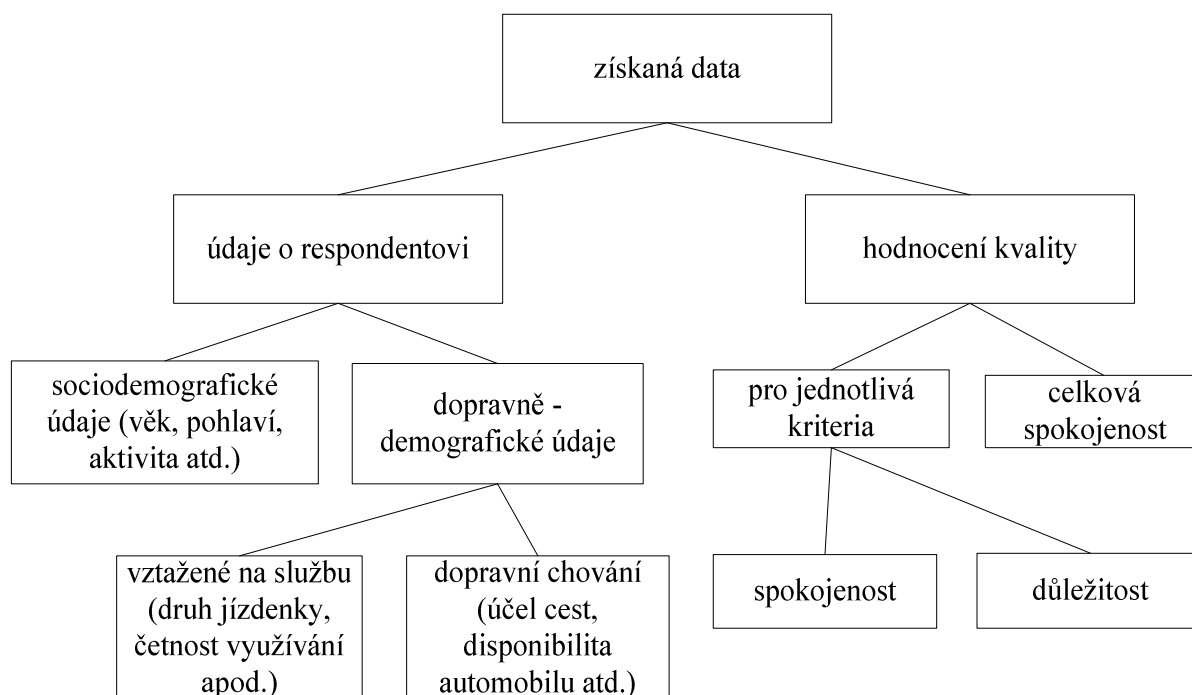 získaná data
údaje o respondentovi
hodnocení kvality
sociodemografické
údaje (věk, pohlaví,
aktivita atd.)
dopravně -
demografické údaje
pro jednotlivá
kriteria
celková
spokojenost
vztažené na službu
(druh jízdenky,
četnost využívání
apod.)
dopravní chování
(účel cest,
disponibilita
automobilu atd.)
spokojenost
důležitost